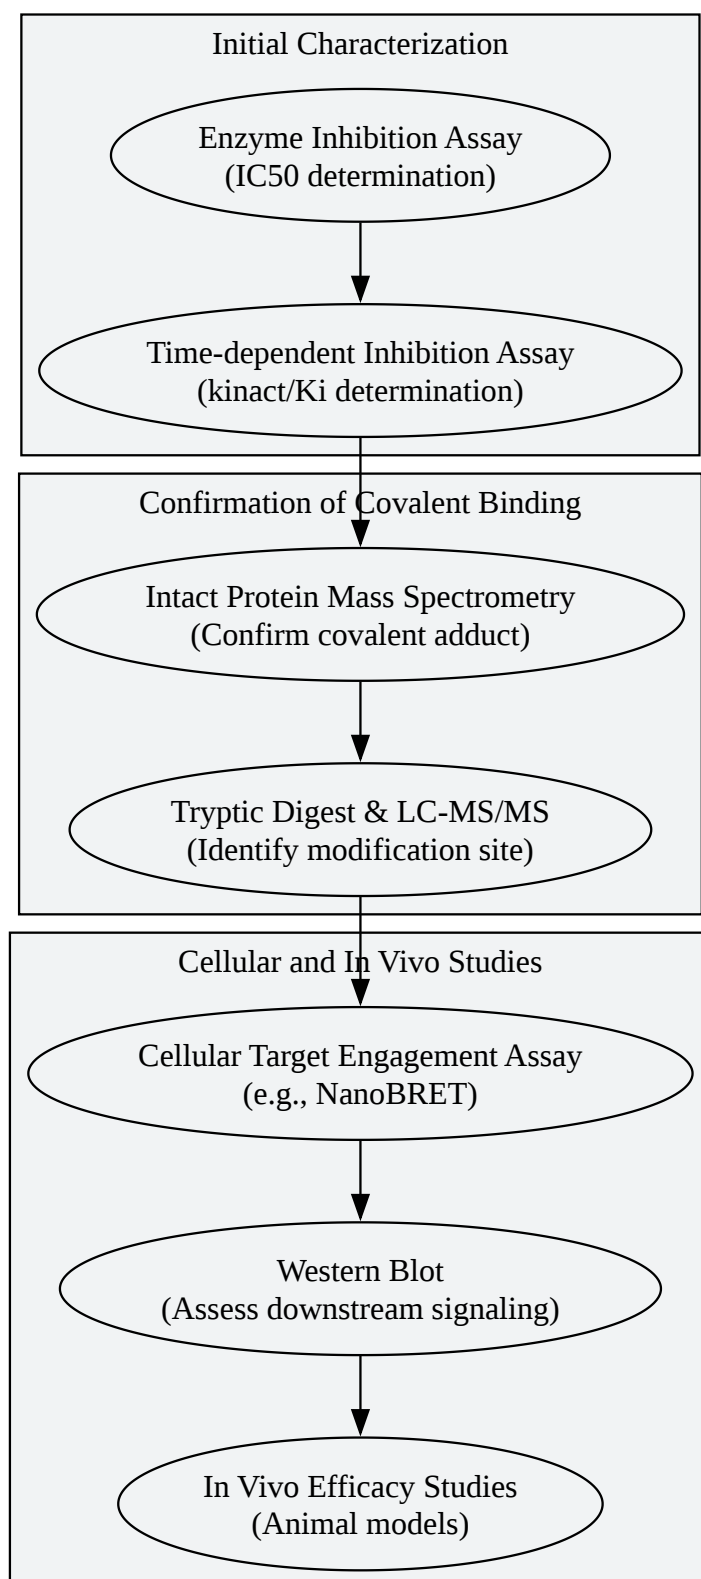 Initial Characterization
Enzyme Inhibition Assay
(IC50 determination)
Time-dependent Inhibition Assay
(kinact/Ki determination)
Confirmation of Covalent Binding
Intact Protein Mass Spectrometry
(Confirm covalent adduct)
Tryptic Digest & LC-MS/MS
(Identify modification site)
Cellular and In Vivo Studies
Cellular Target Engagement Assay
(e.g., NanoBRET)
Western Blot
(Assess downstream signaling)
In Vivo Efficacy Studies
(Animal models)